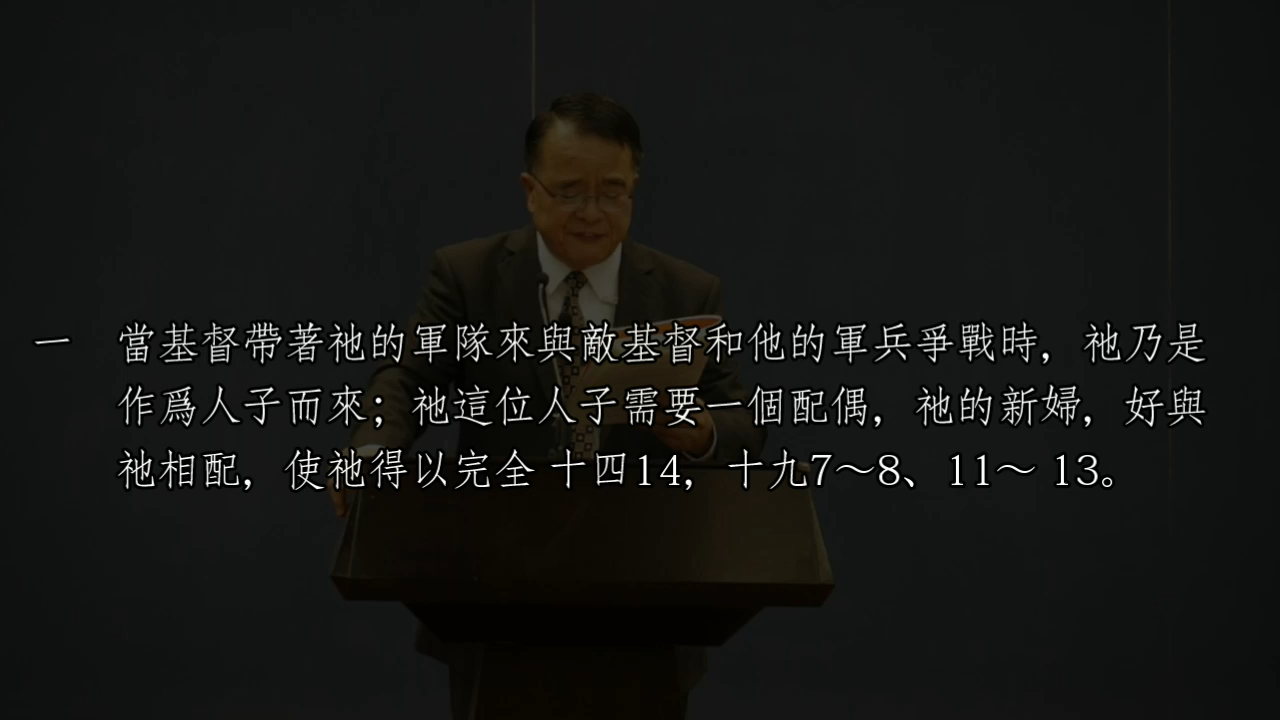 一 當基督帶著祂的軍隊來與敵基督和他的軍兵爭戰時，祂乃是
作爲人子而來；祂這位人子需要一個配偶，祂的新婦，好與
祂相配，使祂得以完全 十四14，十九7～8、11～ 13。